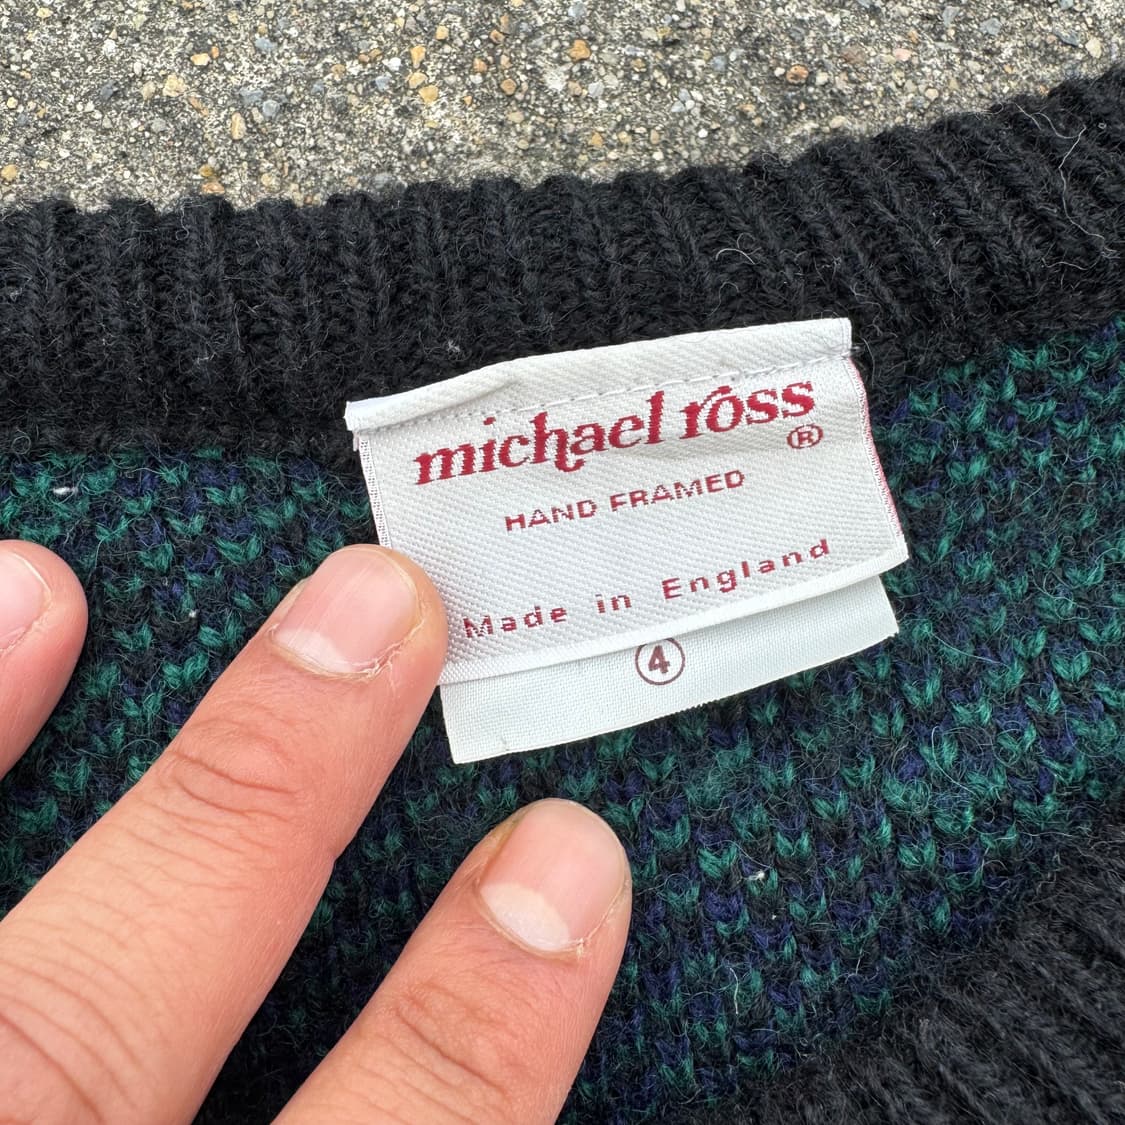 michael ross
®
HAND FRAMED
Made in England
4